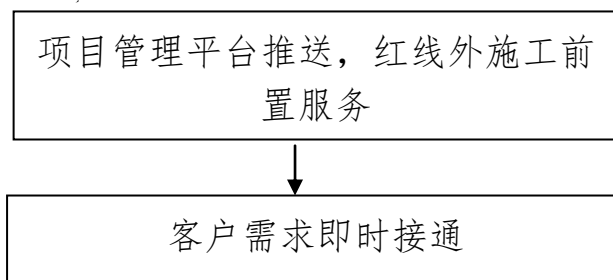 项目管理平台推送，红线外施工前
置服务
客户需求即时接通